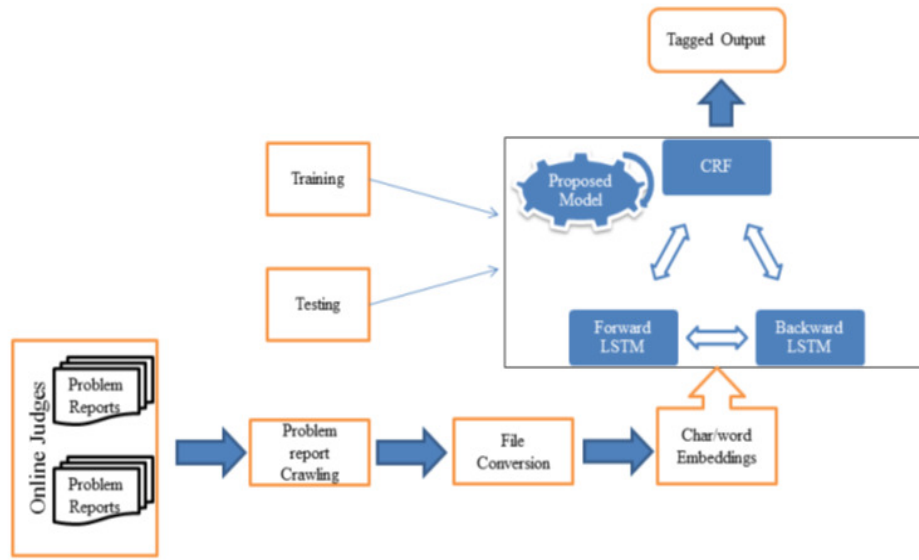 Tagged Output
CRF
Proposed
Model
Training
Testing
Forward
LSTM
Backward
LSTM
Online Judges
Problem
Reports
Problem
Reports
Problem
report
Crawling
File
Conversion
Char/word
Embeddings